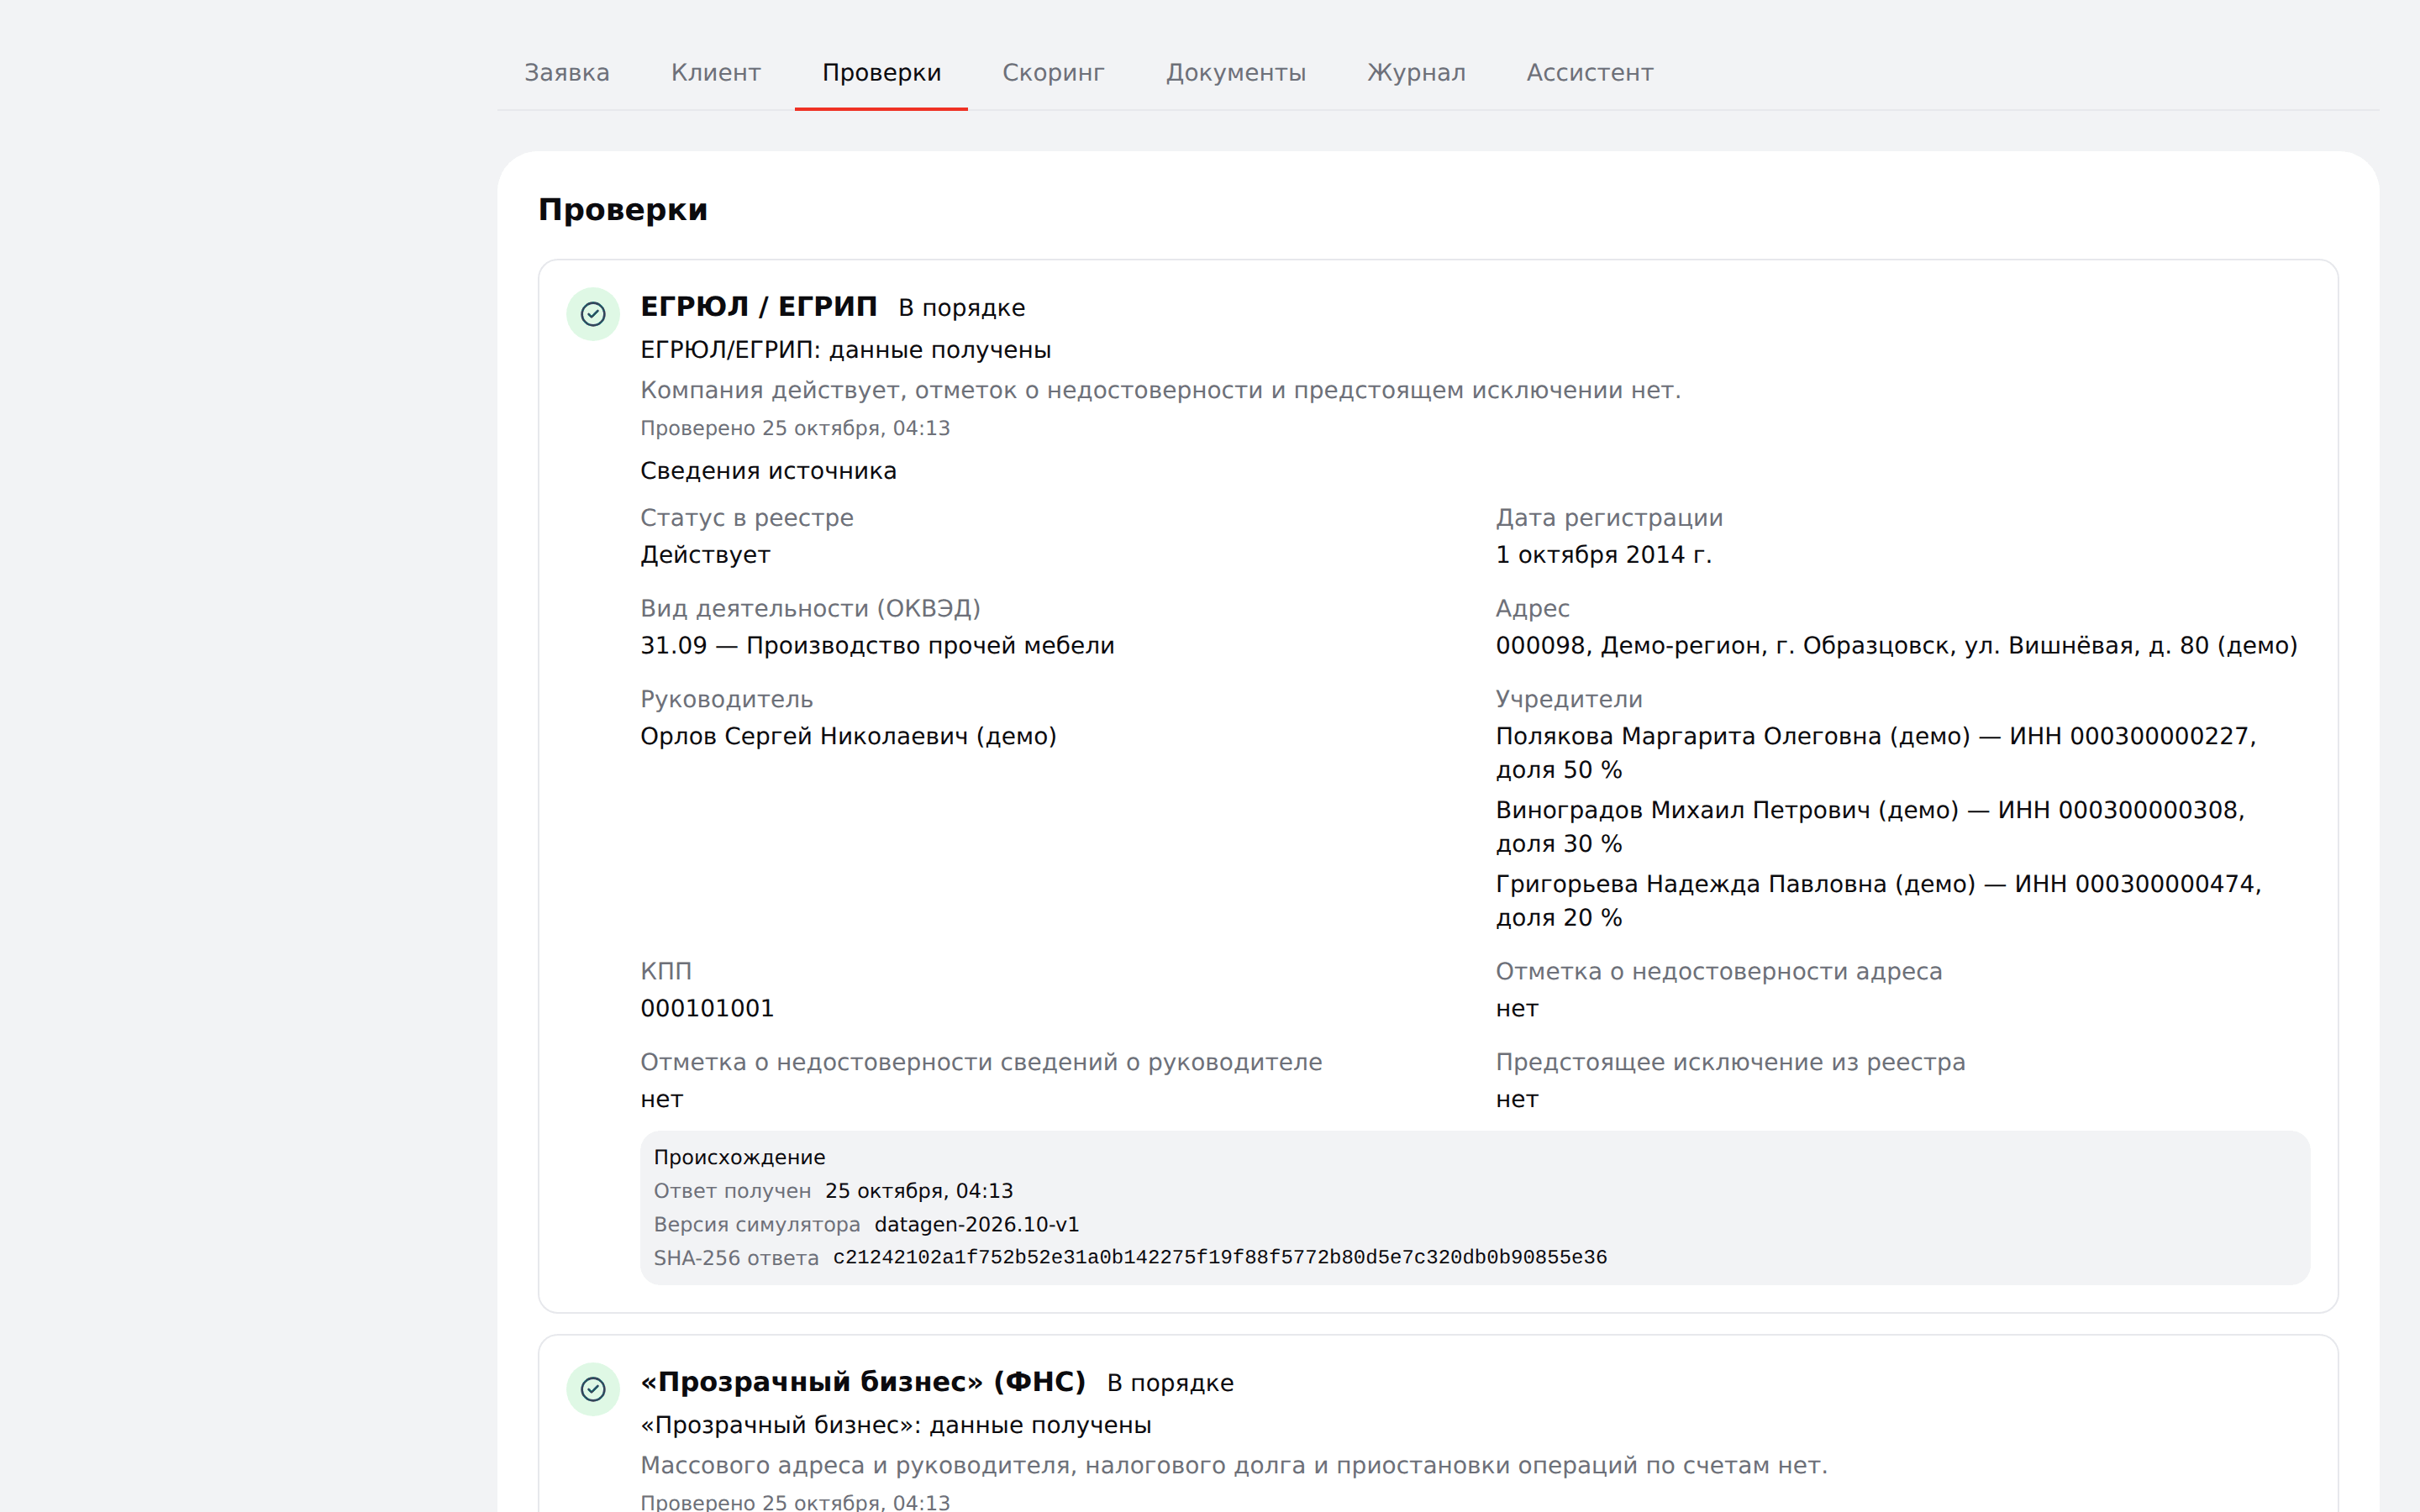 Заявка Клиент Проверки Скоринг Документы Журнал Ассистент
Проверки
ЕГРЮЛ / ЕГРИП В порядке
ЕГРЮЛ/ЕГРИП: данные получены
Компания действует, отметок о недостоверности и предстоящем исключении нет.
Проверено 25 октября, 04:13
Сведения источника
Статус в реестре
Действует
Дата регистрации
1 октября 2014 г.
Вид деятельности (ОКВЭД)
31.09 — Производство прочей мебели
Адрес
000098, Демо-регион, г. Образцовск, ул. Вишнёвая, д. 80 (демо)
Руководитель
Орлов Сергей Николаевич (демо)
Учредители
Полякова Маргарита Олеговна (демо) — ИНН 000300000227,
доля 50 %
Виноградов Михаил Петрович (демо) — ИНН 000300000308,
доля 30 %
Григорьева Надежда Павловна (демо) — ИНН 000300000474,
доля 20 %
КПП
000101001
Отметка о недостоверности адреса
нет
Отметка о недостоверности сведений о руководителе
нет
Предстоящее исключение из реестра
нет
Происхождение
Ответ получен 25 октября, 04:13
Версия симулятора datagen-2026.10-v1
SHA-256 ответа c21242102a1f752b52e31a0b142275f19f88f5772b80d5e7c320db0b90855e36
«Прозрачный бизнес» (ФНС) В порядке
«Прозрачный бизнес»: данные получены
Массового адреса и руководителя, налогового долга и приостановки операций по счетам нет.
Проверено 25 октября, 04:13